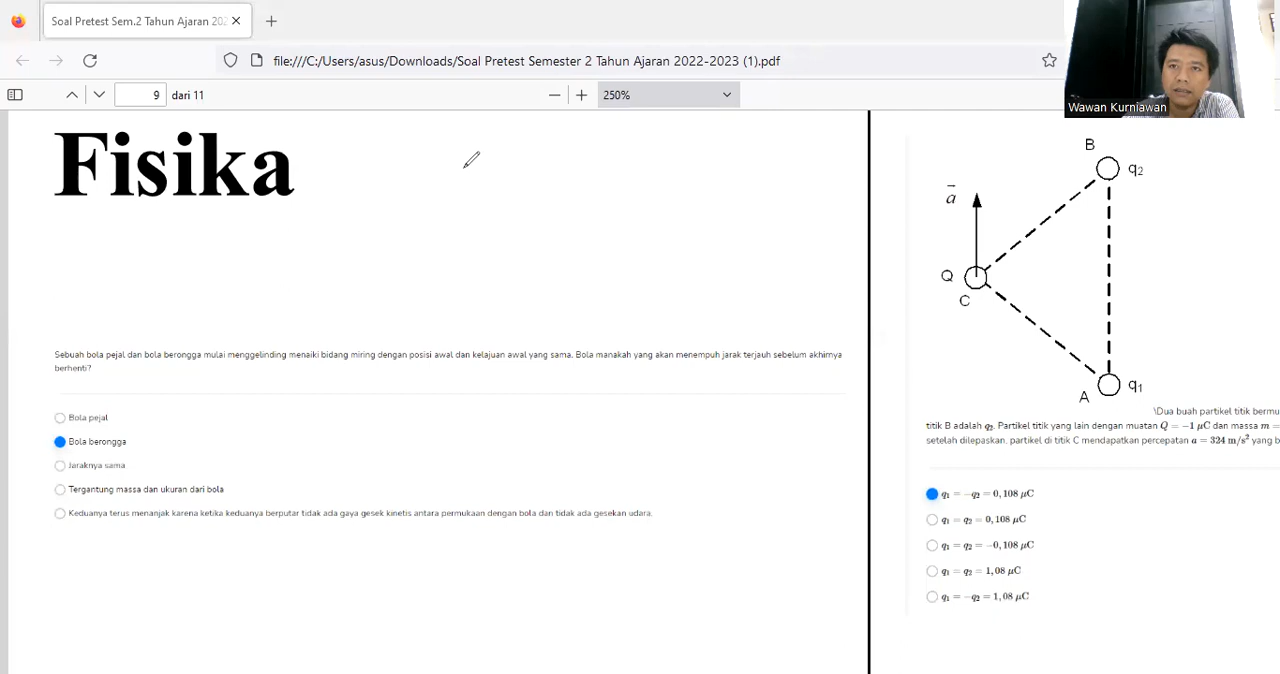 Soal Pretest Sem.2 Tahun Ajaran 202
file:///C:/Users/asus/Downloads/Soal Pretest Semester 2 Tahun Ajaran 2022-2023 (1).pdf
9 dari 11
250%
Wawan Kurniawan
Fisika
Sebuah bola pejal dan bola berongga mulai menggelinding menaiki bidang miring dengan posisi awal dan kelajuan awal yang sama. Bola manakah yang akan menempuh jarak terjauh sebelum akhirnya
berhenti?
Bola pejal
Bola berongga
Jaraknya sama
Tergantung massa dan ukuran dari bola
Keduanya terus menanjak karena ketika keduanya berputar tidak ada gaya gesek kinetis antara permukaan dengan bola dan tidak ada gesekan udara.
B
q2
a⃗
Q
C
A
q1
\Dua buah partikel titik bermu
titik B adalah q₂. Partikel titik yang lain dengan muatan Q = −1 μC dan massa m =
setelah dilepaskan, partikel di titik C mendapatkan percepatan a = 324 m/s² yang b
q₁ = −q₂ = 0,108 μC
q₁ = q₂ = 0,108 μC
q₁ = q₂ = −0,108 μC
q₁ = q₂ = 1,08 μC
q₁ = −q₂ = 1,08 μC